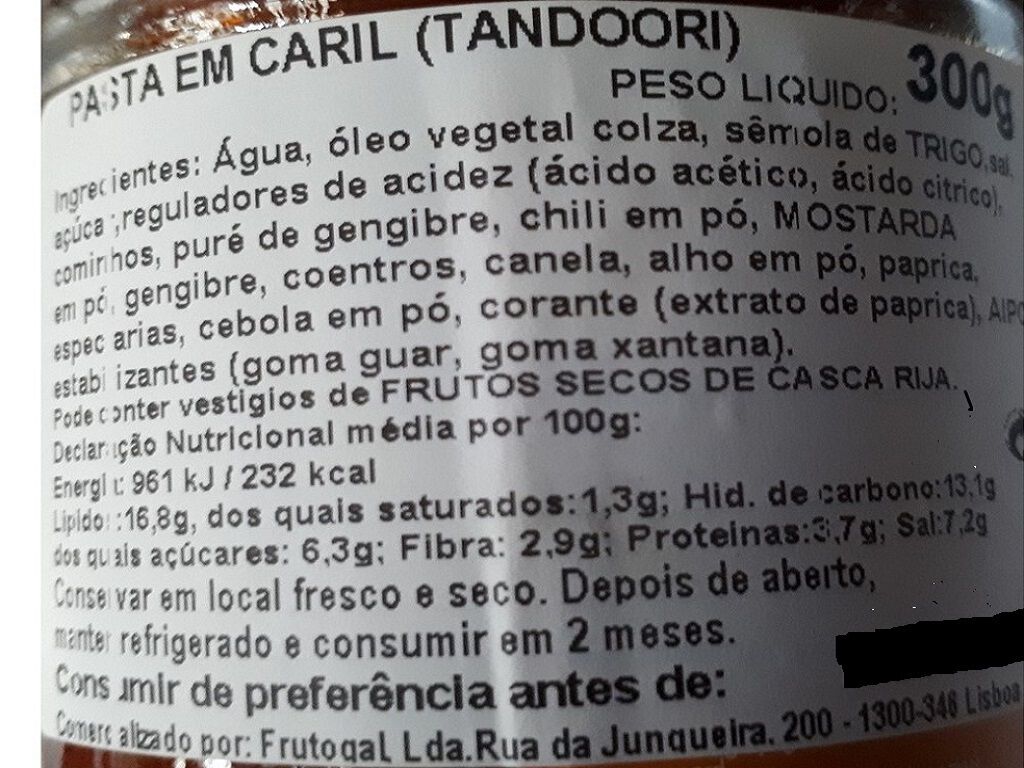 PASTA EM CARIL (TANDOORI)
PESO LIQUIDO: 300g
Ingredientes: Água, óleo vegetal colza, sêmola de TRIGO, sal,
açúcar, reguladores de acidez (ácido acético, ácido citrico),
cominhos, puré de gengibre, chili em pó, MOSTARDA
em pó, gengibre, coentros, canela, alho em pó, paprica,
especiarias, cebola em pó, corante (extrato de paprica), AIPO
estabilizantes (goma guar, goma xantana).
Pode conter vestigios de FRUTOS SECOS DE CASCA RIJA.
Declaração Nutricional média por 100g:
Energia: 961 kJ / 232 kcal
Lipidos: 16,8g, dos quais saturados: 1,3g; Hid. de carbono: 13,1g
dos quais açúcares: 6,3g; Fibra: 2,9g; Proteinas: 3,7g; Sal: 7,2g
Conservar em local fresco e seco. Depois de aberto,
manter refrigerado e consumir em 2 meses.
Consumir de preferência antes de:
Comercializado por: Frutogal, Lda. Rua da Junqueira, 200 - 1300-346 Lisboa